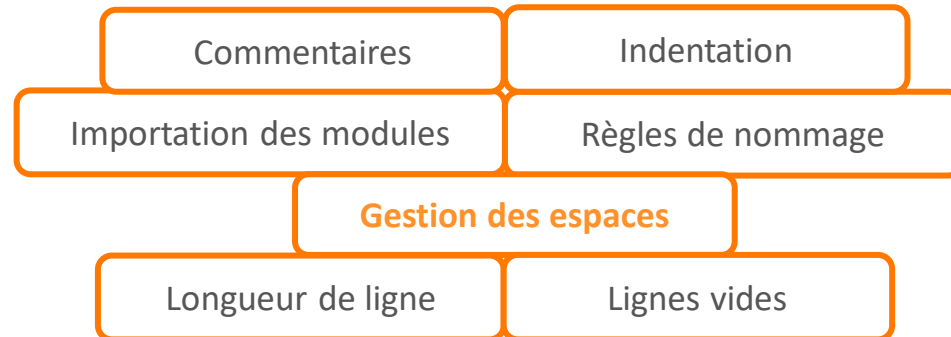 Commentaires
Indentation
Importation des modules
Règles de nommage
Gestion des espaces
Longueur de ligne
Lignes vides